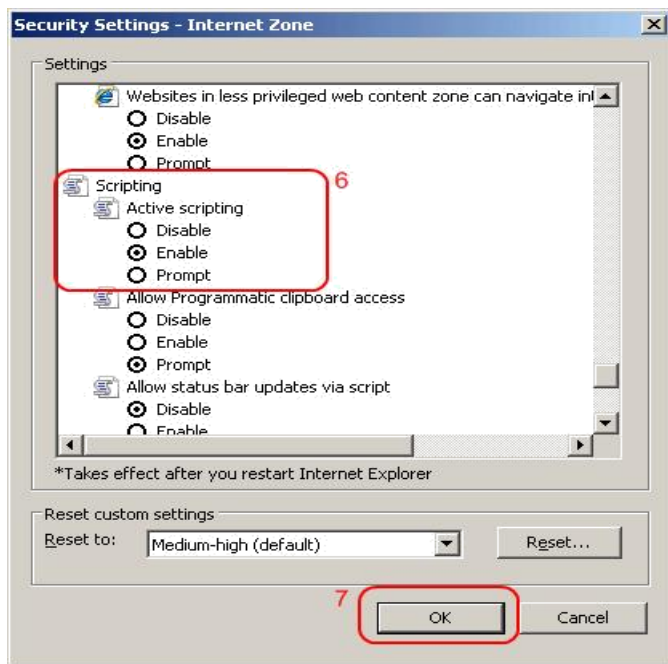 Security Settings - Internet Zone
Settings
Websites in less privileged web content zone can navigate int
Disable
Enable
Prompt
6
Scripting
Active scripting
Disable
Enable
Prompt
Allow Programmatic clipboard access
Disable
Enable
Prompt
Allow status bar updates via script
Disable
Enable
*Takes effect after you restart Internet Explorer
Reset custom settings
Reset to:
Medium-high (default)
Reset...
7
OK
Cancel